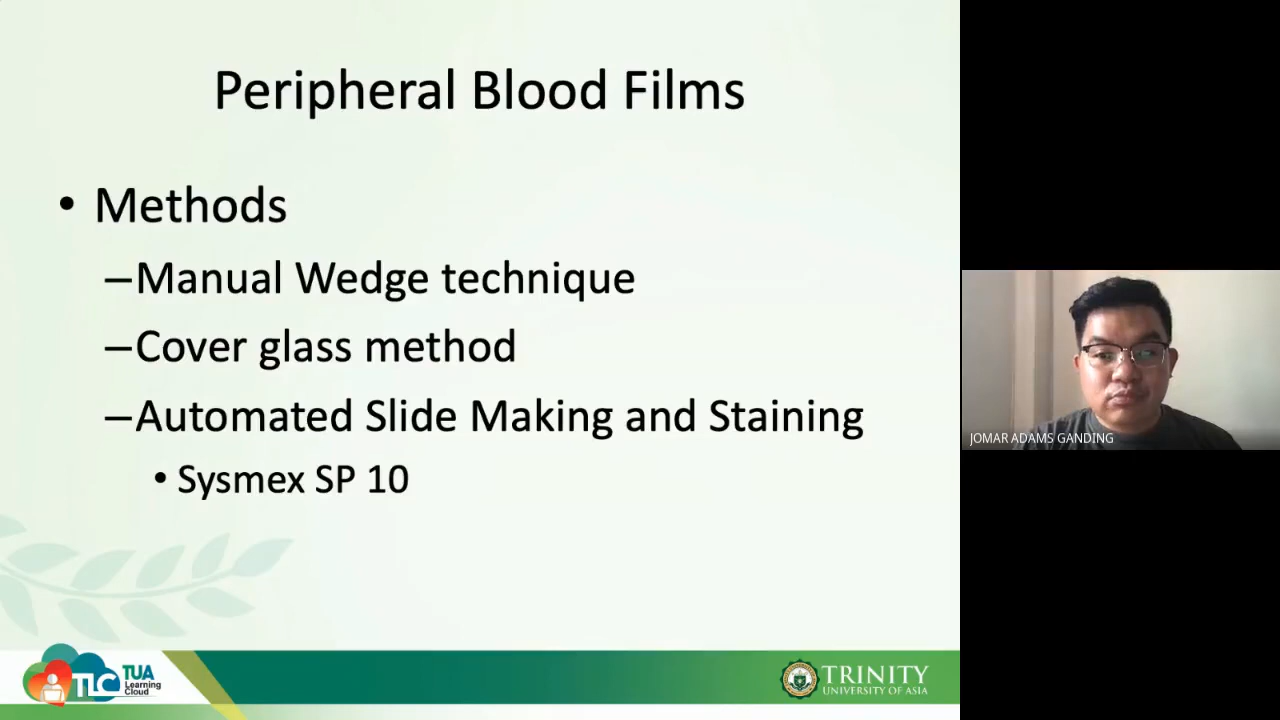 Peripheral Blood Films
• Methods
–Manual Wedge technique
–Cover glass method
–Automated Slide Making and Staining
• Sysmex SP 10
JOMAR ADAMS GANDING
TLC
TUA
Learning
Cloud
TRINITY
UNIVERSITY OF ASIA